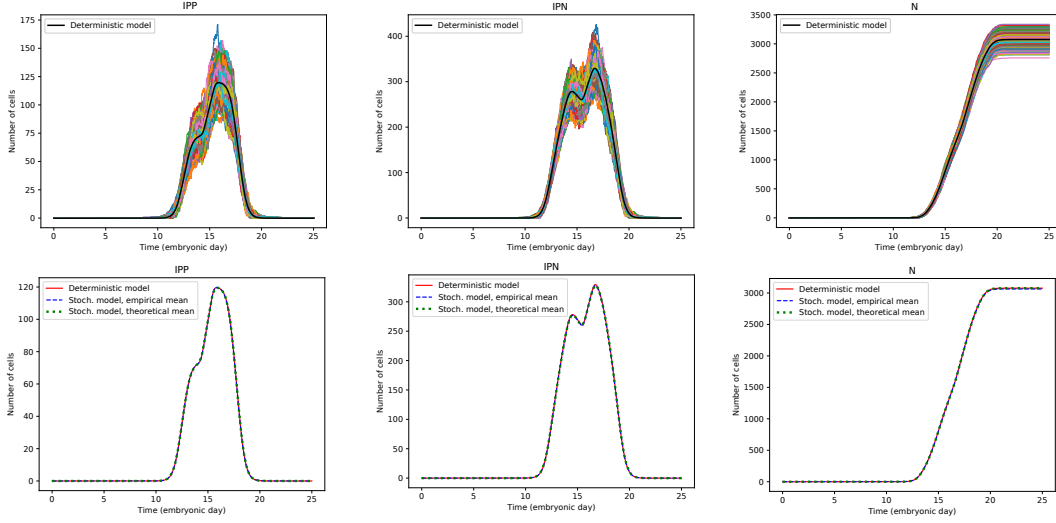 IPP
Deterministic model
Number of cells
175
150
125
100
75
50
25
0
0 5 10 15 20 25
Time (embryonic day)
IPN
Deterministic model
Number of cells
400
300
200
100
0
0 5 10 15 20 25
Time (embryonic day)
N
Deterministic model
Number of cells
3500
3000
2500
2000
1500
1000
500
0
0 5 10 15 20 25
Time (embryonic day)
IPP
Deterministic model
Stoch. model, empirical mean
Stoch. model, theoretical mean
Number of cells
120
100
80
60
40
20
0
0 5 10 15 20 25
Time (embryonic day)
IPN
Deterministic model
Stoch. model, empirical mean
Stoch. model, theoretical mean
Number of cells
300
250
200
150
100
50
0
0 5 10 15 20 25
Time (embryonic day)
N
Deterministic model
Stoch. model, empirical mean
Stoch. model, theoretical mean
Number of cells
3000
2500
2000
1500
1000
500
0
0 5 10 15 20 25
Time (embryonic day)